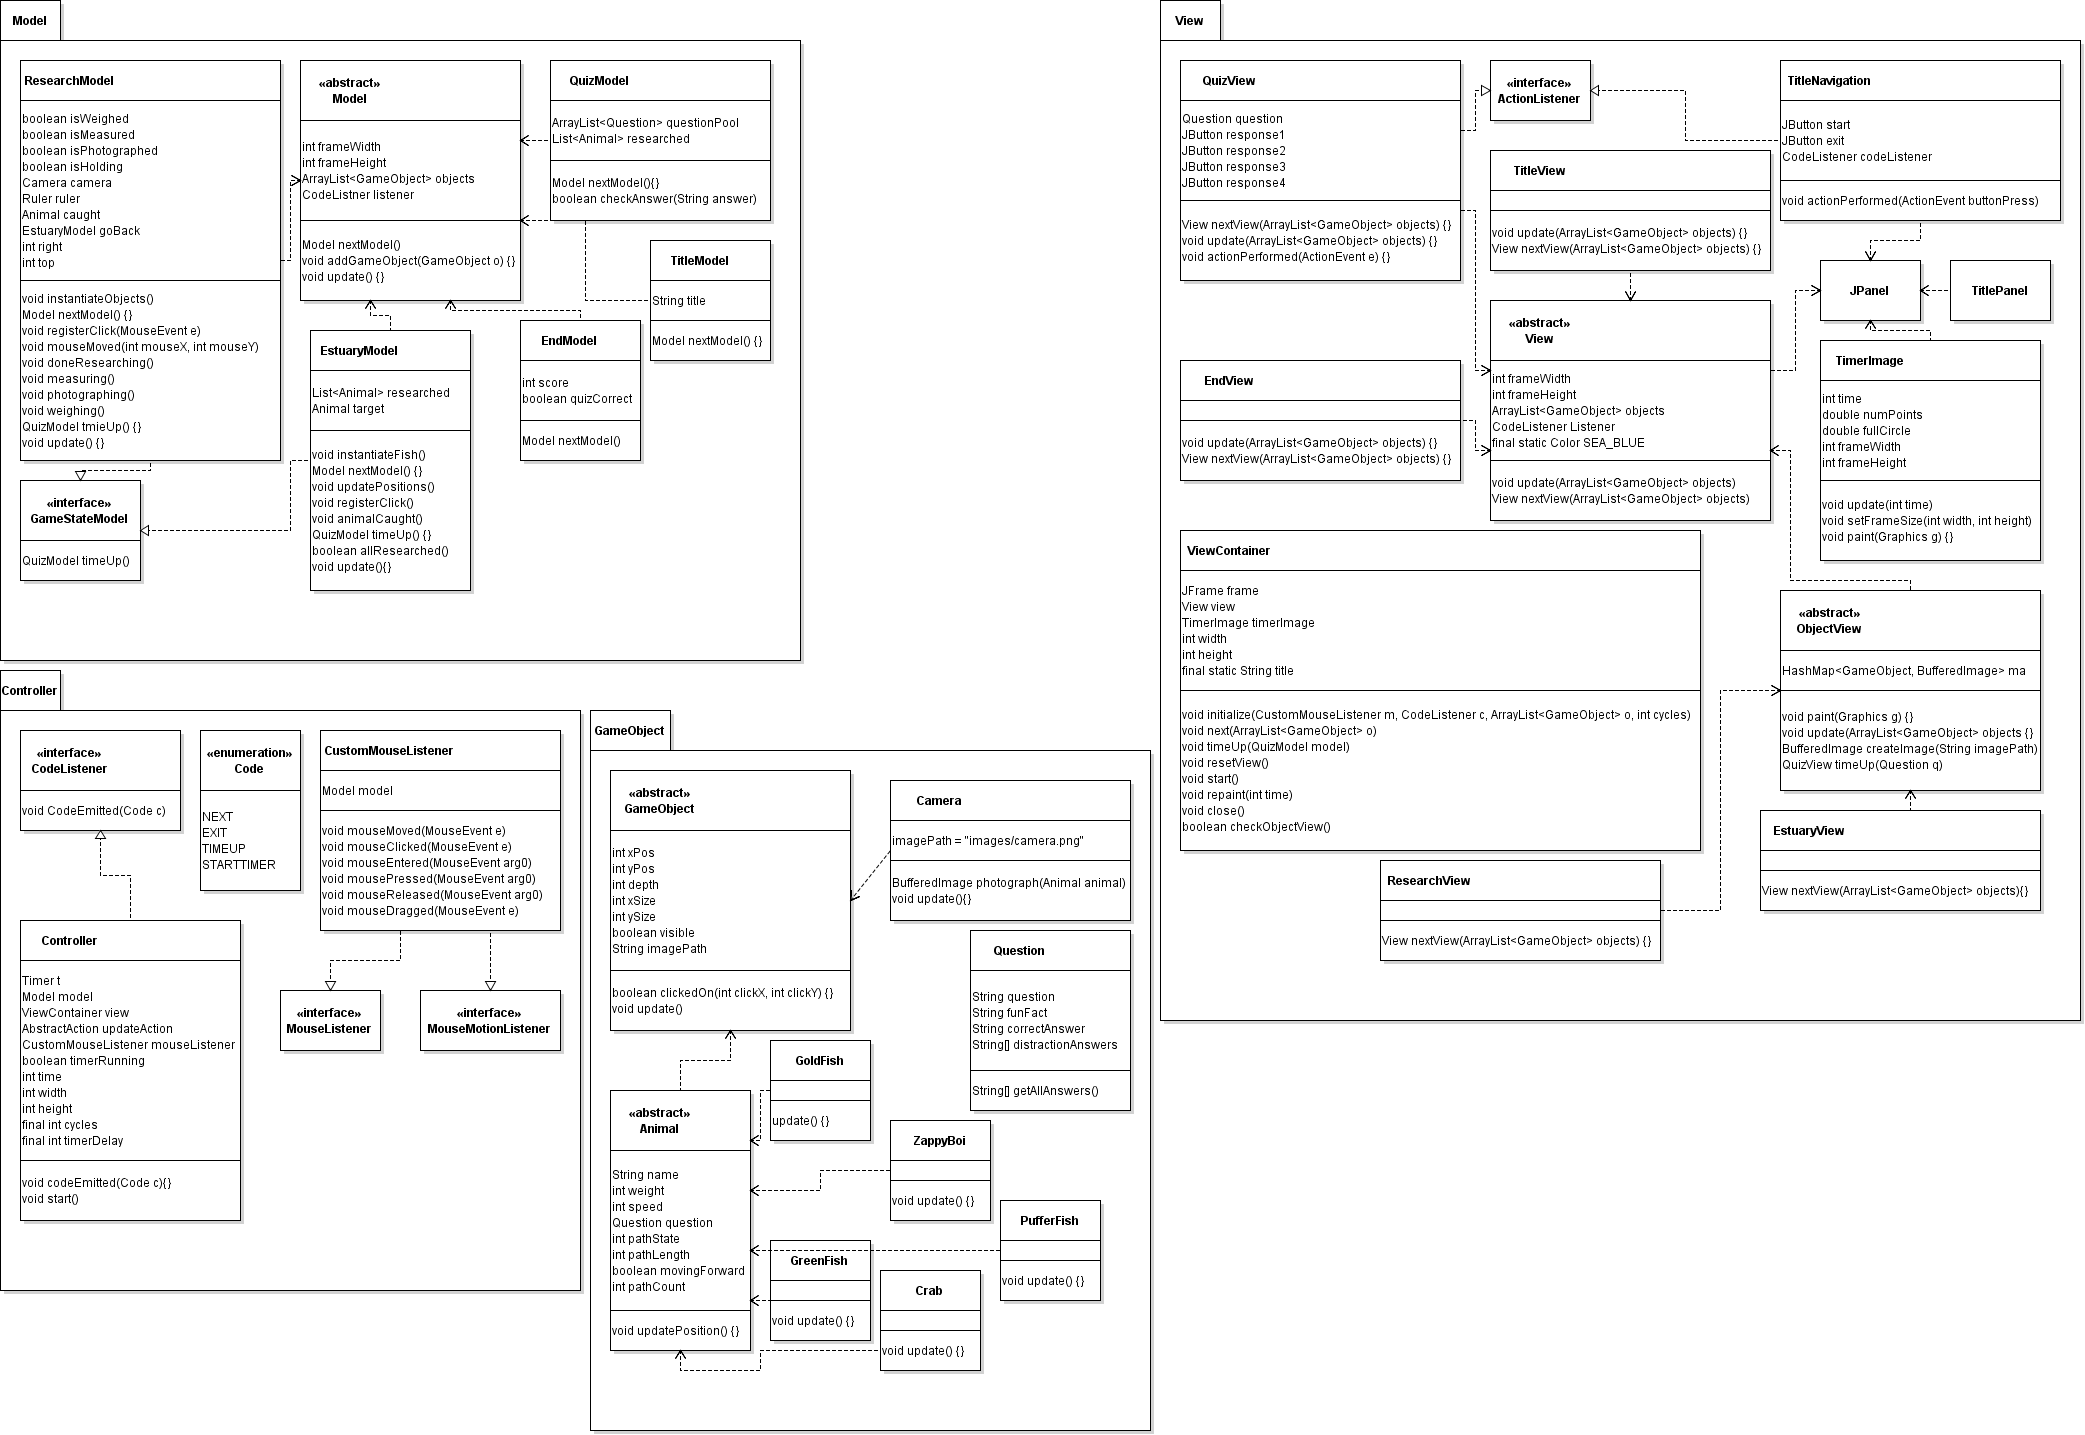 Model
ResearchModel
boolean isWeighed
boolean isMeasured
boolean isPhotographed
boolean isHolding
Camera camera
Ruler ruler
Animal caught
EstuaryModel goBack
int right
int top
void instantiateObjects()
Model nextModel() {}
void registerClick(MouseEvent e)
void mouseMoved(int mouseX, int mouseY)
void doneResearching()
void measuring()
void photographing()
void weighing()
QuizModel tmieUp() {}
void update() {}
«interface»
GameStateModel
QuizModel timeUp()
«abstract»
Model
int frameWidth
int frameHeight
ArrayList<GameObject> objects
CodeListner listener
Model nextModel()
void addGameObject(GameObject o) {}
void update() {}
EstuaryModel
List<Animal> researched
Animal target
void instantiateFish()
Model nextModel() {}
void updatePositions()
void registerClick()
void animalCaught()
QuizModel timeUp() {}
boolean allResearched()
void update(){}
QuizModel
ArrayList<Question> questionPool
List<Animal> researched
Model nextModel(){}
boolean checkAnswer(String answer)
TitleModel
String title
Model nextModel() {}
EndModel
int score
boolean quizCorrect
Model nextModel()
Controller
«interface»
CodeListener
void CodeEmitted(Code c)
«enumeration»
Code
NEXT
EXIT
TIMEUP
STARTTIMER
CustomMouseListener
Model model
void mouseMoved(MouseEvent e)
void mouseClicked(MouseEvent e)
void mouseEntered(MouseEvent arg0)
void mousePressed(MouseEvent arg0)
void mouseReleased(MouseEvent arg0)
void mouseDragged(MouseEvent e)
Controller
Timer t
Model model
ViewContainer view
AbstractAction updateAction
CustomMouseListener mouseListener
boolean timerRunning
int time
int width
int height
final int cycles
final int timerDelay
void codeEmitted(Code c){}
void start()
«interface»
MouseListener
«interface»
MouseMotionListener
GameObject
«abstract»
GameObject
int xPos
int yPos
int depth
int xSize
int ySize
boolean visible
String imagePath
boolean clickedOn(int clickX, int clickY) {}
void update()
Camera
imagePath = "images/camera.png"
BufferedImage photograph(Animal animal)
void update(){}
Question
String question
String funFact
String correctAnswer
String[] distractionAnswers
String[] getAllAnswers()
«abstract»
Animal
String name
int weight
int speed
Question question
int pathState
int pathLength
boolean movingForward
int pathCount
void updatePosition() {}
GoldFish
update() {}
ZappyBoi
void update() {}
PufferFish
void update() {}
GreenFish
void update() {}
Crab
void update() {}
View
QuizView
Question question
JButton response1
JButton response2
JButton response3
JButton response4
View nextView(ArrayList<GameObject> objects) {}
void update(ArrayList<GameObject> objects) {}
void actionPerformed(ActionEvent e) {}
«interface»
ActionListener
TitleNavigation
JButton start
JButton exit
CodeListener codeListener
void actionPerformed(ActionEvent buttonPress)
TitleView
void update(ArrayList<GameObject> objects) {}
View nextView(ArrayList<GameObject> objects) {}
JPanel
TitlePanel
«abstract»
View
int frameWidth
int frameHeight
ArrayList<GameObject> objects
CodeListener Listener
final static Color SEA_BLUE
void update(ArrayList<GameObject> objects)
View nextView(ArrayList<GameObject> objects)
EndView
void update(ArrayList<GameObject> objects) {}
View nextView(ArrayList<GameObject> objects) {}
TimerImage
int time
double numPoints
double fullCircle
int frameWidth
int frameHeight
void update(int time)
void setFrameSize(int width, int height)
void paint(Graphics g) {}
ViewContainer
JFrame frame
View view
TimerImage timerImage
int width
int height
final static String title
void initialize(CustomMouseListener m, CodeListener c, ArrayList<GameObject> o, int cycles)
void next(ArrayList<GameObject> o)
void timeUp(QuizModel model)
void resetView()
void start()
void repaint(int time)
void close()
boolean checkObjectView()
«abstract»
ObjectView
HashMap<GameObject, BufferedImage> ma
void paint(Graphics g) {}
void update(ArrayList<GameObject> objects {}
BufferedImage createImage(String imagePath)
QuizView timeUp(Question q)
EstuaryView
View nextView(ArrayList<GameObject> objects){}
ResearchView
View nextView(ArrayList<GameObject> objects) {}